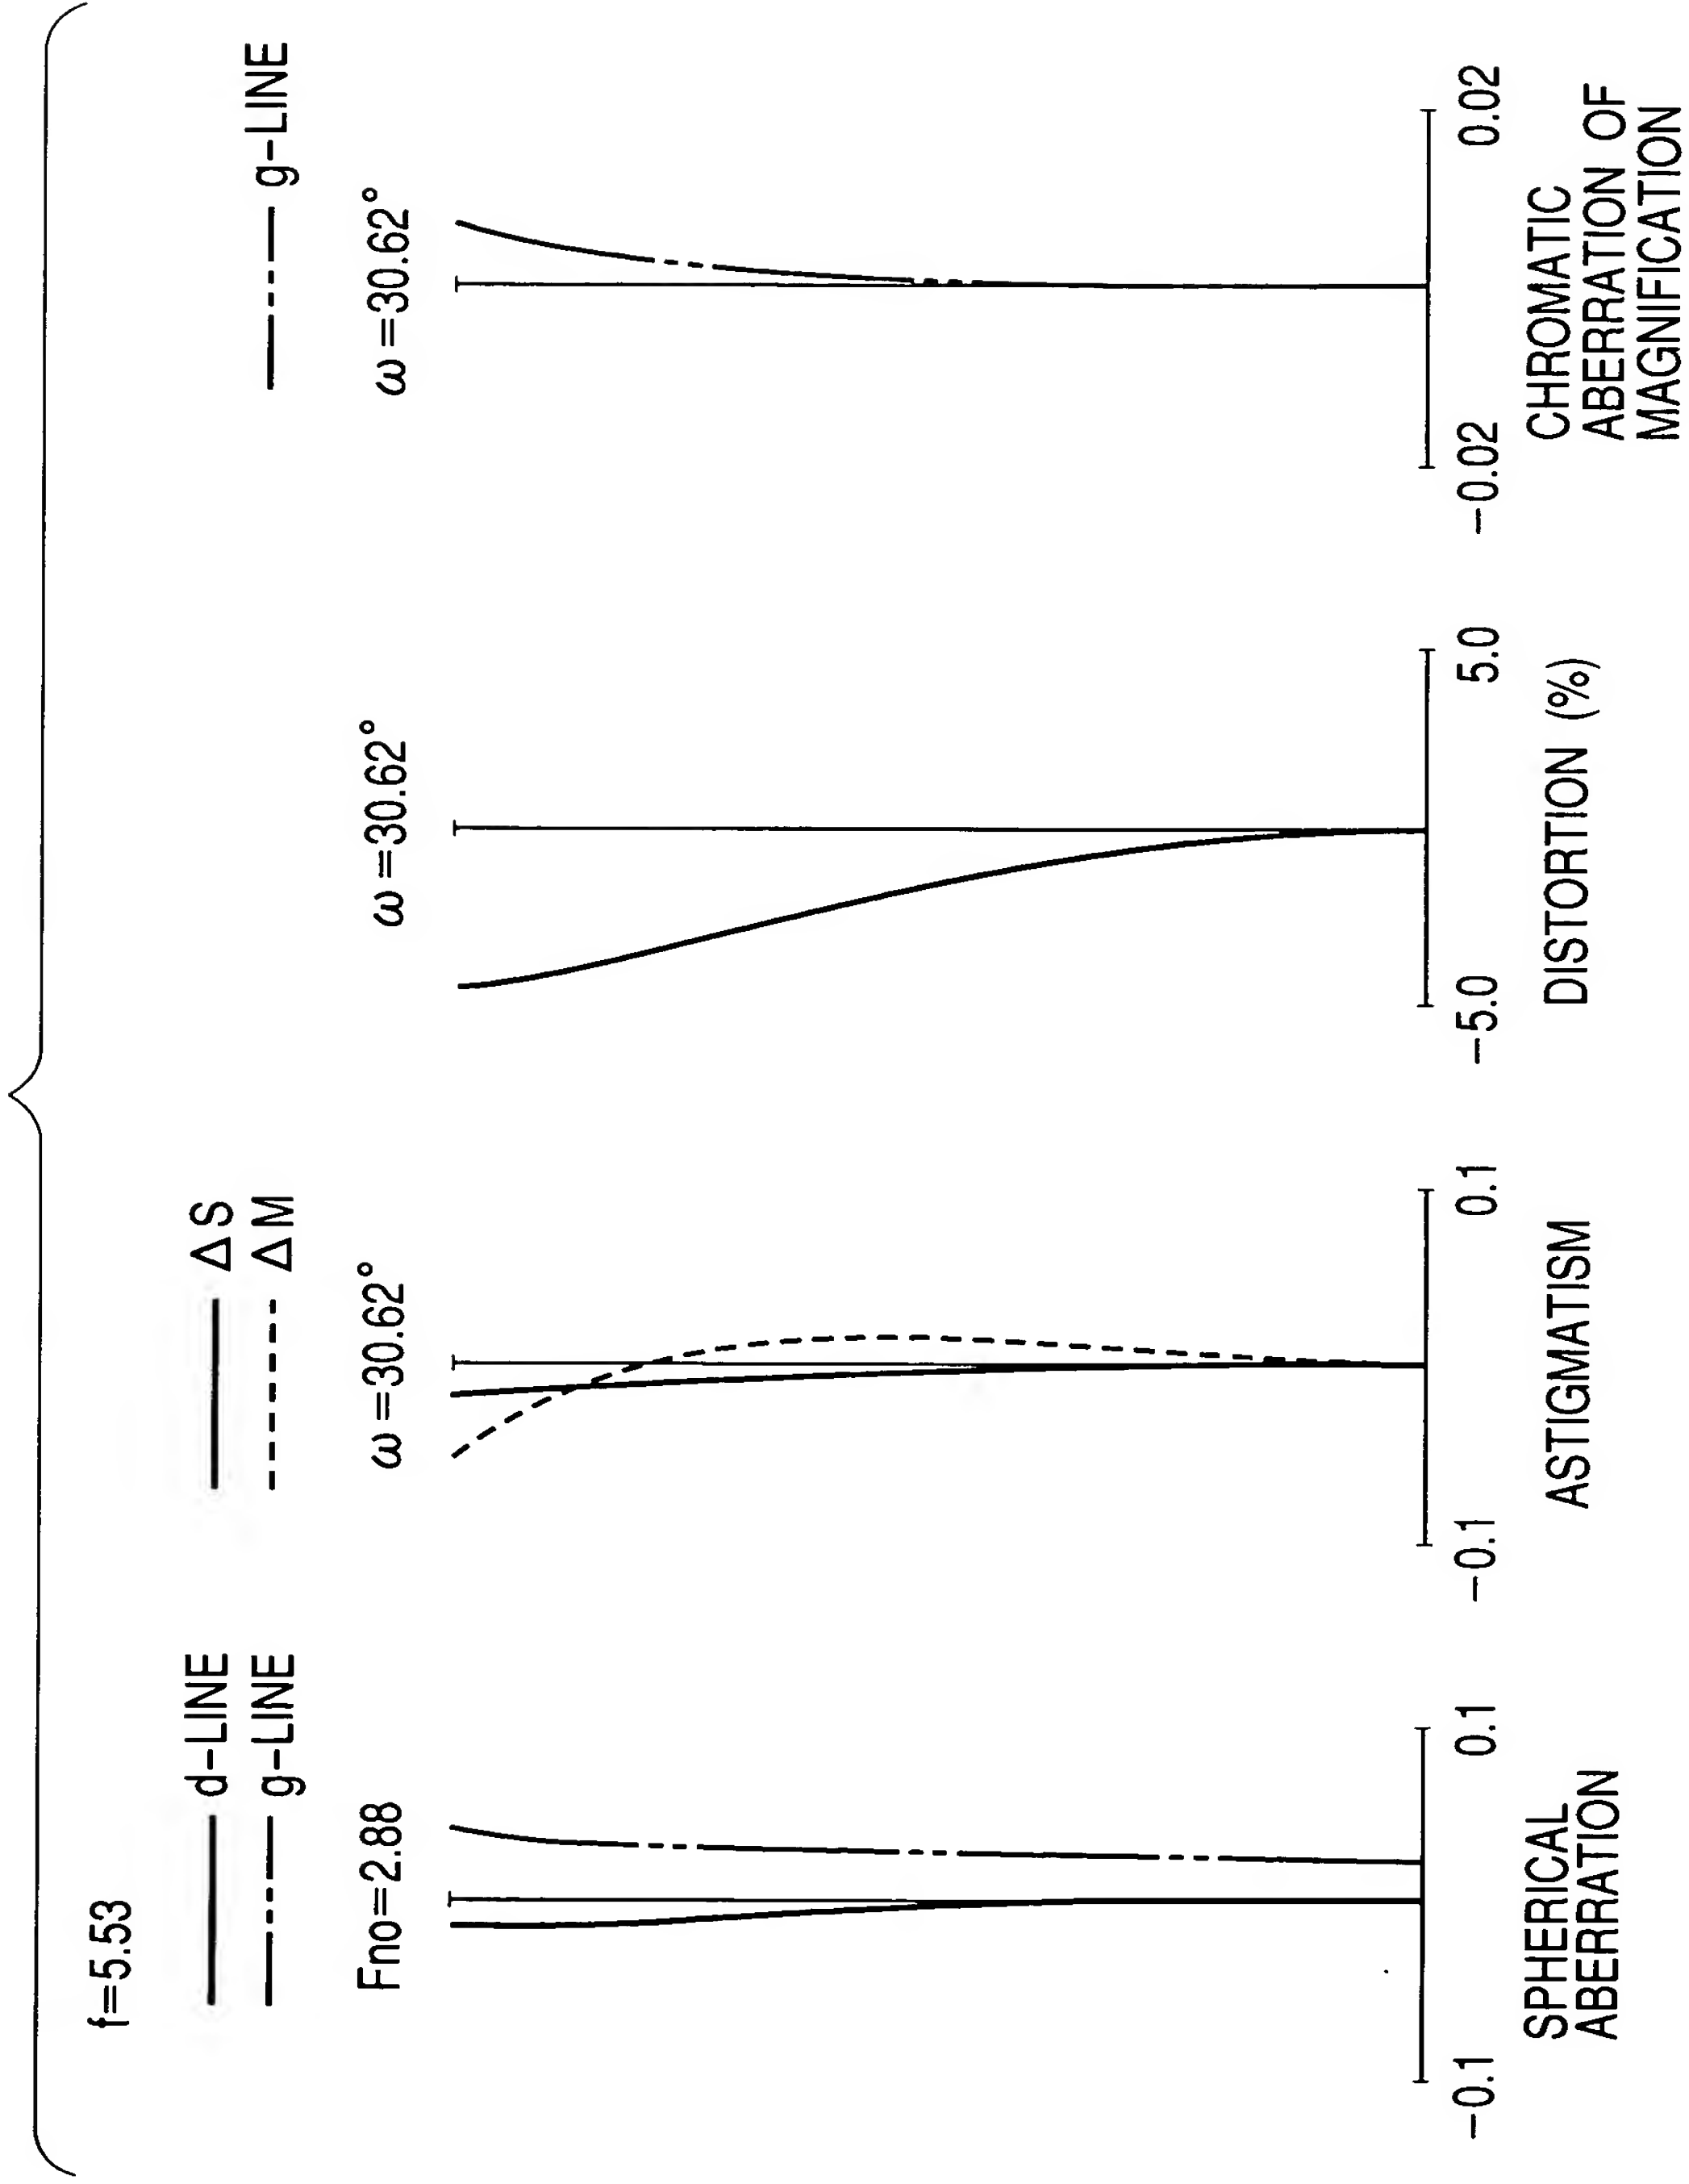 f=5.53
d-LINE
g-LINE
Fno=2.88
-0.1
0.1
SPHERICAL
ABERRATION
ΔS
ΔM
ω=30.62°
-0.1
0.1
ASTIGMATISM
ω=30.62°
-5.0
5.0
DISTORTION (%)
g-LINE
ω=30.62°
-0.02
0.02
CHROMATIC
ABERRATION OF
MAGNIFICATION